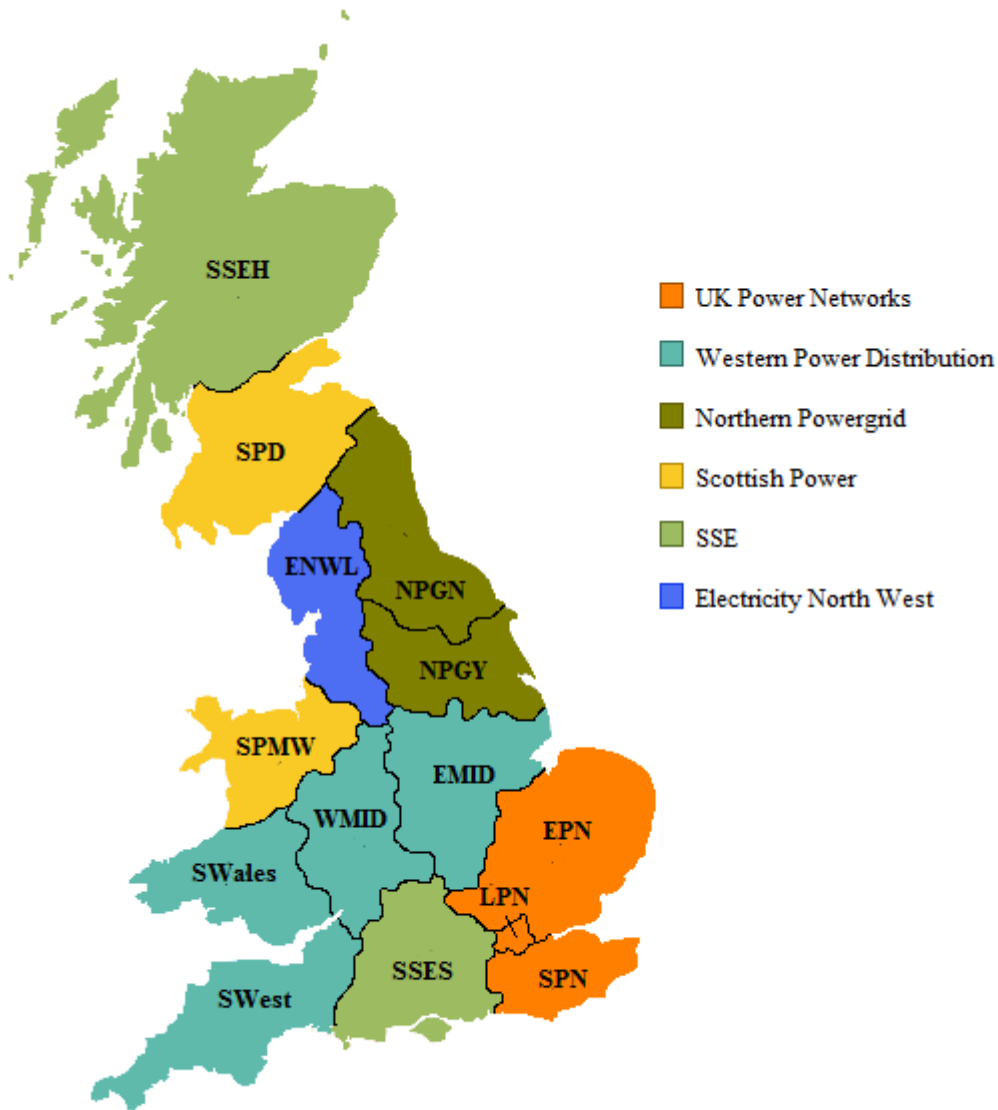 SSEH
UK Power Networks
Western Power Distribution
Northern Powergrid
SPD
Scottish Power
SSE
ENWL
NPGN
Electricity North West
NPGY
SPMW
EMID
WMID
EPN
SWales
LPN
SSES
SPN
SWest